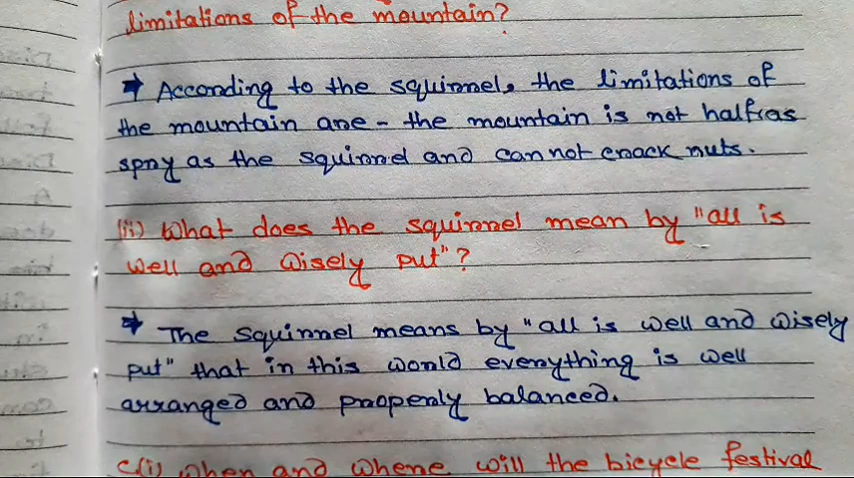 limitations of the mountain?
→ According to the squirrel, the limitations of
the mountain are - the mountain is not half as
spry as the squirrel and can not crack nuts.
(ii) What does the squirrel mean by "all is
well and wisely put"?
→ The squirrel means by "all is well and wisely
put" that in this world everything is well
arranged and properly balanced.
c(i) When and where will the bicycle festival